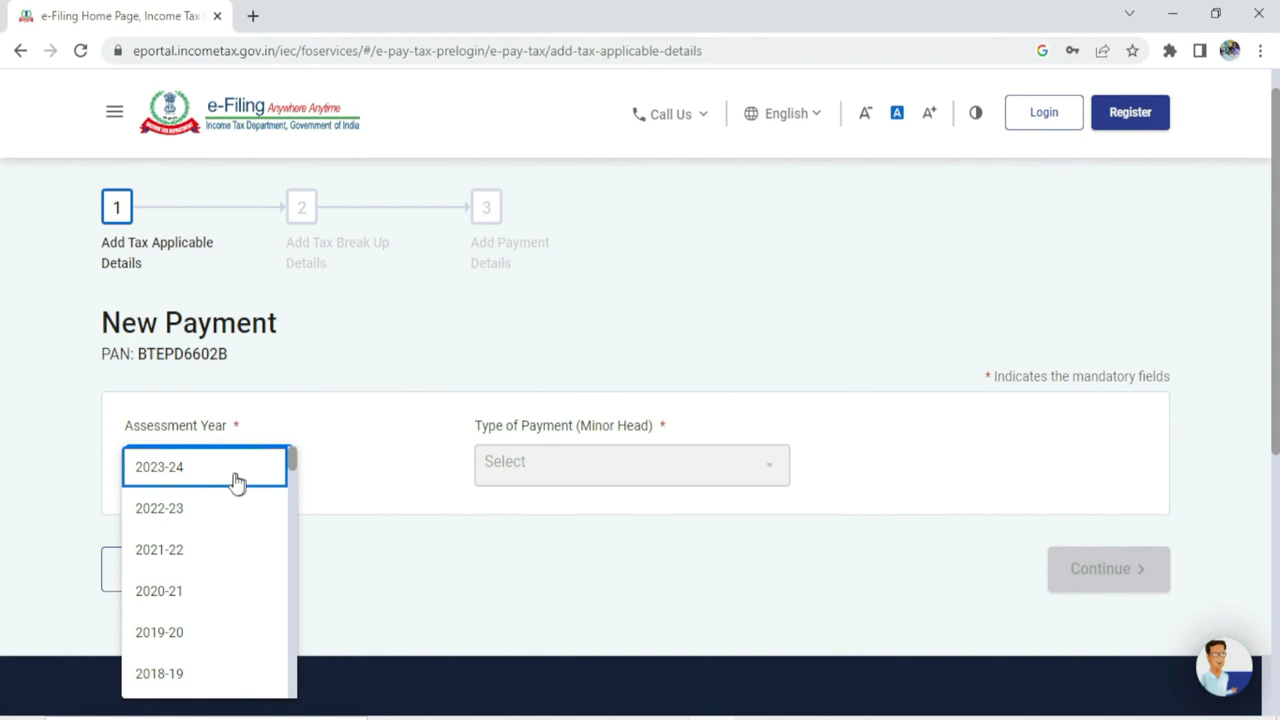 e-Filing Home Page, Income Tax
eportal.incometax.gov.in/iec/foservices/#/e-pay-tax-prelogin/e-pay-tax/add-tax-applicable-details
e-Filing Anywhere Anytime
Income Tax Department, Government of India
Call Us
English
A-
A
A+
Login
Register
1
2
3
Add Tax Applicable Details
Add Tax Break Up Details
Add Payment Details
New Payment
PAN: BTEPD6602B
* Indicates the mandatory fields
Assessment Year *
Type of Payment (Minor Head) *
2023-24
Select
2022-23
2021-22
2020-21
2019-20
2018-19
Continue >